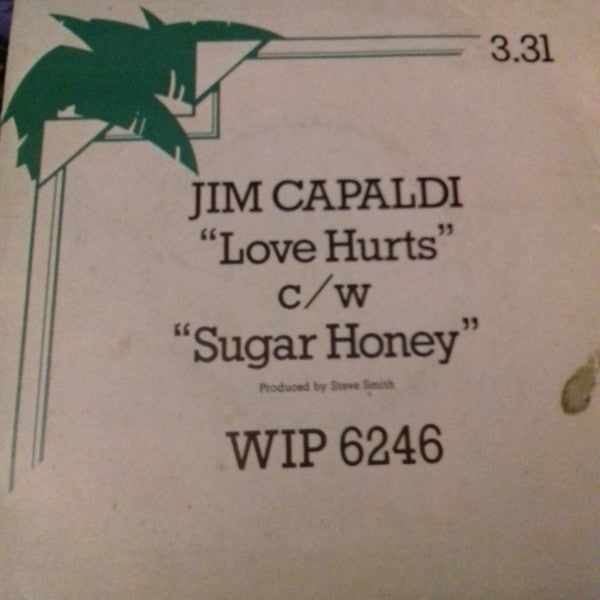 3.31
JIM CAPALDI
“Love Hurts”
c/w
“Sugar Honey”
Produced by Steve Smith
WIP 6246